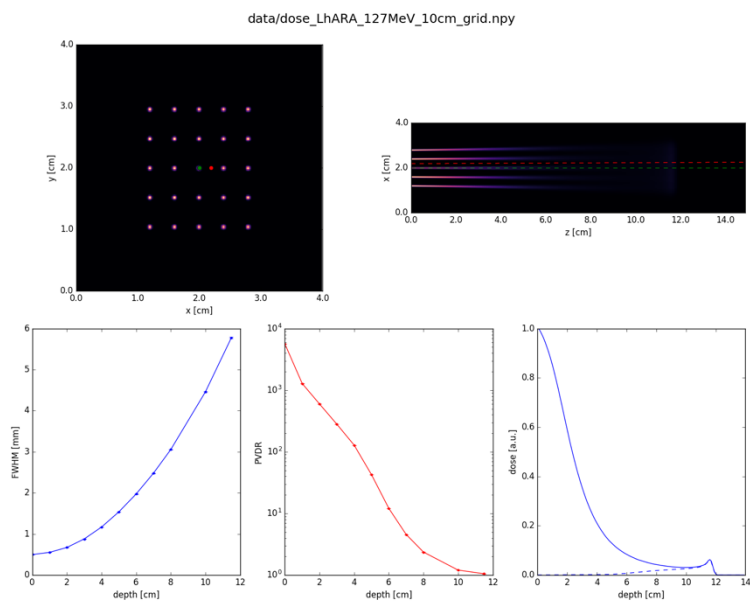 data/dose_LhARA_127MeV_10cm_grid.npy
4.0
3.0
2.0
1.0
0.0
y [cm]
0.0 1.0 2.0 3.0 4.0
x [cm]
4.0
2.0
0.0
x [cm]
0.0 2.0 4.0 6.0 8.0 10.0 12.0 14.0
z [cm]
6
5
4
3
2
1
0
FWHM [mm]
0 2 4 6 8 10 12
depth [cm]
10^4
10^3
10^2
10^1
10^0
PVDR
0 2 4 6 8 10 12
depth [cm]
1.0
0.8
0.6
0.4
0.2
0.0
dose [a.u.]
0 2 4 6 8 10 12 14
depth [cm]